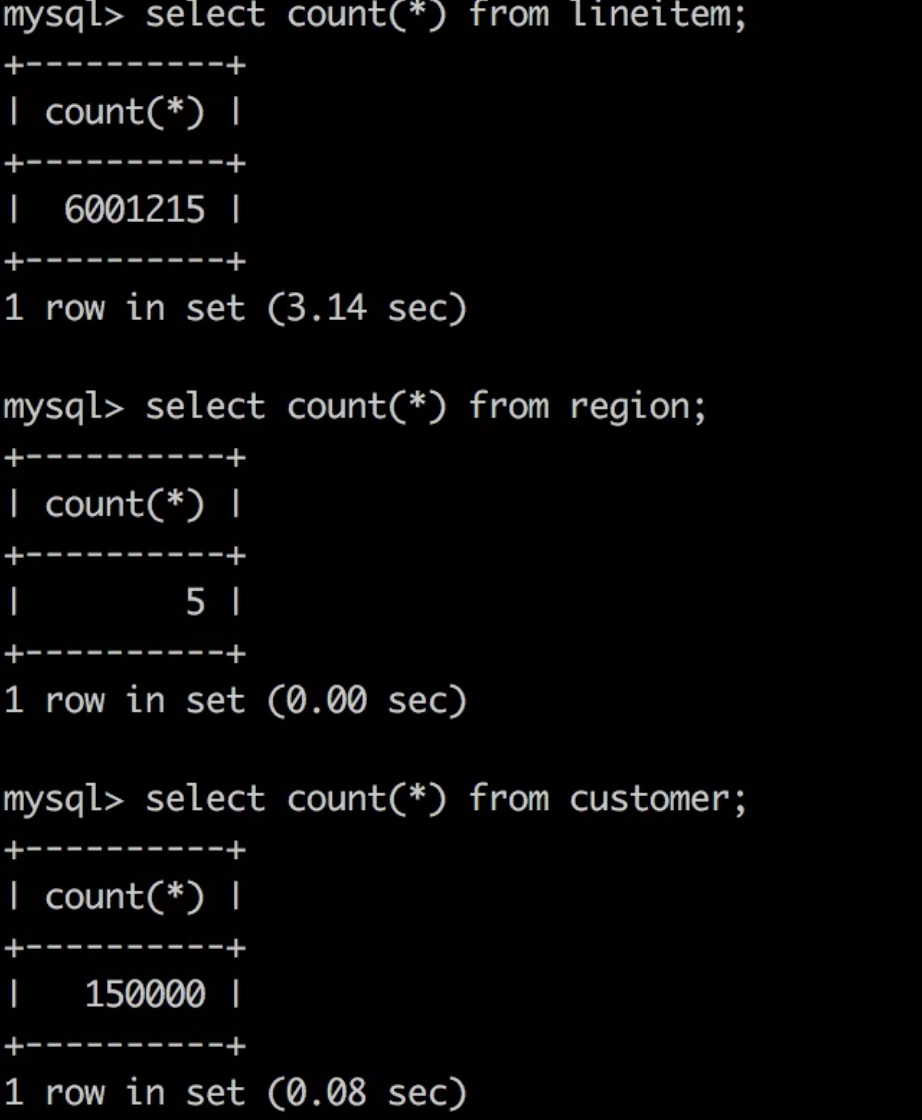 mysql> select count(*) from lineitem;
+----------+
| count(*) |
+----------+
|  6001215 |
+----------+
1 row in set (3.14 sec)

mysql> select count(*) from region;
+----------+
| count(*) |
+----------+
|        5 |
+----------+
1 row in set (0.00 sec)

mysql> select count(*) from customer;
+----------+
| count(*) |
+----------+
|   150000 |
+----------+
1 row in set (0.08 sec)